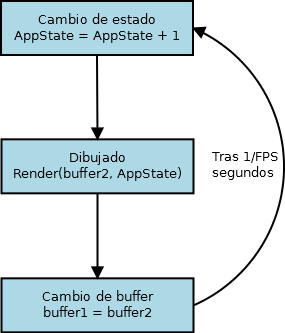 Cambio de estado
AppState = AppState + 1
Dibujado
Render(buffer2, AppState)
Tras 1/FPS
segundos
Cambio de buffer
buffer1 = buffer2